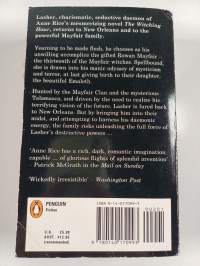 Lasher, charismatic, seductive daemon of
Anne Rice's mesmerizing novel The Witching
Hour, returns to New Orleans and to the
powerful Mayfair family.
Yearning to be made flesh, he chooses as his
unwilling accomplice the gifted Rowan Mayfair -
the thirteenth of the Mayfair witches. Spellbound,
she is drawn into his manic odyssey of mysticism
and terror, at last giving birth to their daughter,
the beautiful Emaleth.
Hunted by the Mayfair Clan and the mysterious
Talamasca, and driven by the need to realize his
terrifying vision of the future, Lasher is lured back
to New Orleans. But by bringing him into their
midst, and attempting to harness his daemonic
energy, the family risks unleashing the full force of
Lasher's destructive powers ...
'Anne Rice has a rich, dark, romantic imagination
capable ... of glorious flights of splendid invention'
Patrick McGrath in the Mail on Sunday
'Wickedly irresistible' Washington Post
PENGUIN
Fiction
U.K. £5.99
AUST. $12.95
(recommended)